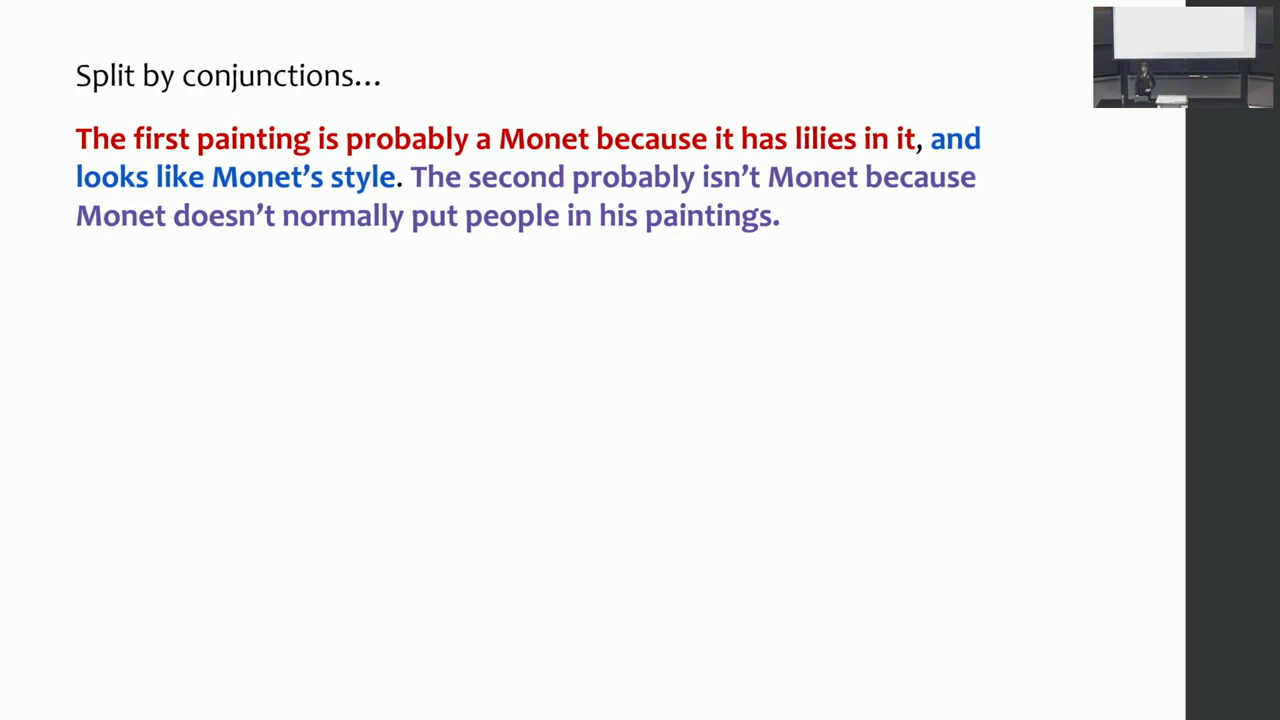 Split by conjunctions…
The first painting is probably a Monet because it has lilies in it, and
looks like Monet’s style. The second probably isn’t Monet because
Monet doesn’t normally put people in his paintings.